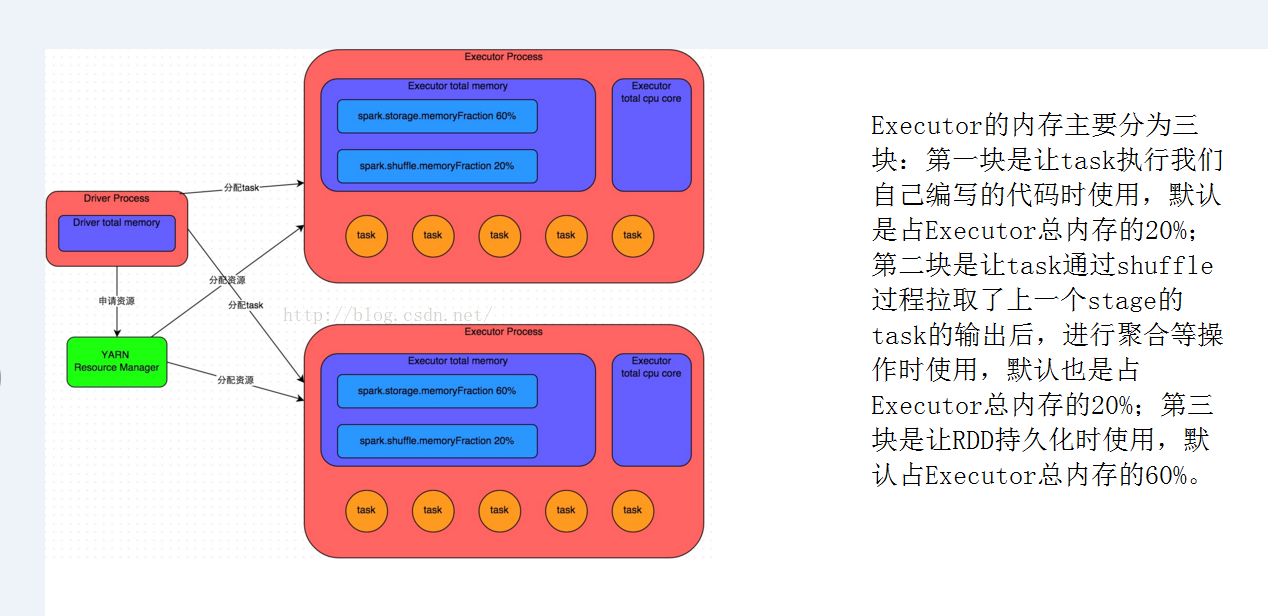 Executor Process
Executor total memory
spark.storage.memoryFraction 60%
spark.shuffle.memoryFraction 20%
Executor
total cpu core
task
task
task
task
task
Driver Process
Driver total memory
分配task
分配资源
分配task
申请资源
YARN
Resource Manager
分配资源
http://blog.csdn.net/
Executor Process
Executor total memory
spark.storage.memoryFraction 60%
spark.shuffle.memoryFraction 20%
Executor
total cpu core
task
task
task
task
task
Executor的内存主要分为三
块：第一块是让task执行我们
自己编写的代码时使用，默认
是占Executor总内存的20%；
第二块是让task通过shuffle
过程拉取了上一个stage的
task的输出后，进行聚合等操
作时使用，默认也是占
Executor总内存的20%；第三
块是让RDD持久化时使用，默
认占Executor总内存的60%。